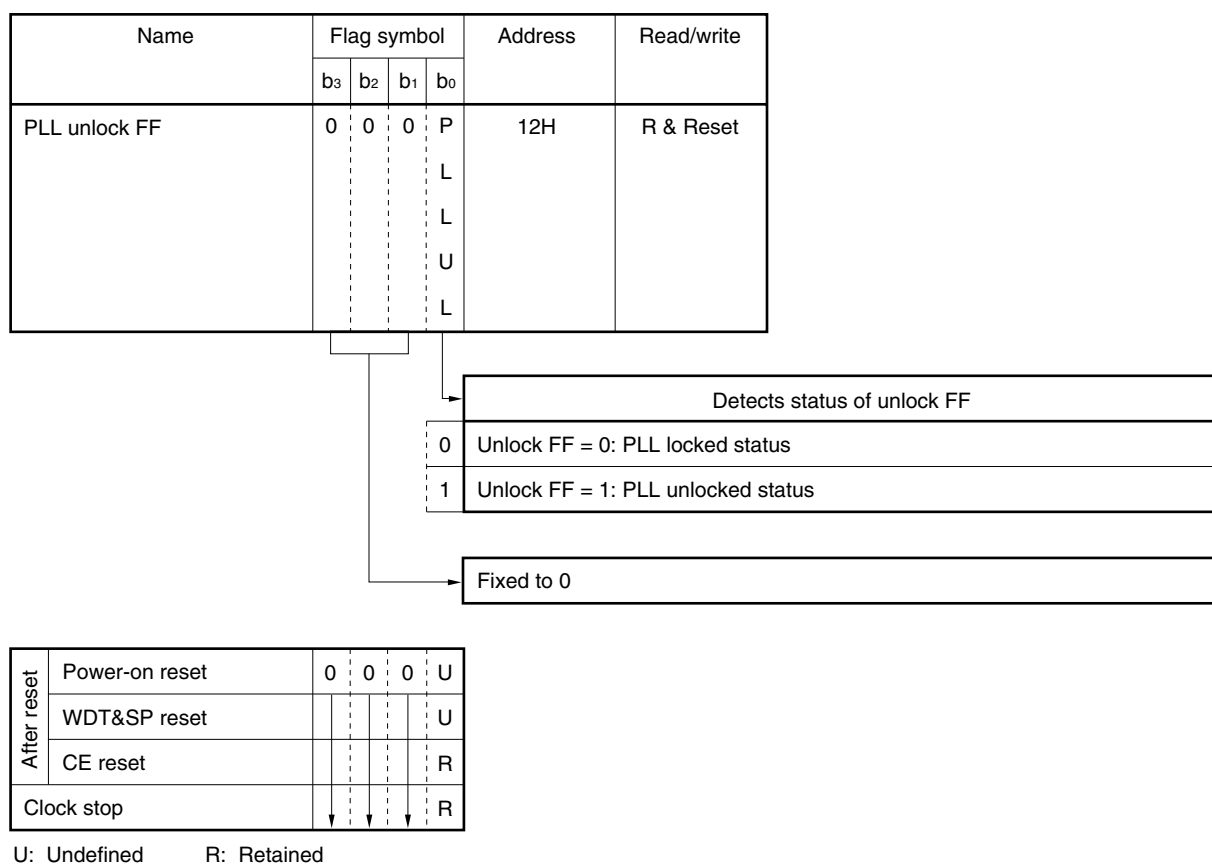 Name Flag symbol Address Read/write
b3 b2 b1 b0
PLL unlock FF 0 0 0 P 12H R & Reset
L
L
U
L
Detects status of unlock FF
0 Unlock FF = 0: PLL locked status
1 Unlock FF = 1: PLL unlocked status
Fixed to 0
After reset
Power-on reset 0 0 0 U
WDT&SP reset U
CE reset R
Clock stop R
U: Undefined R: Retained